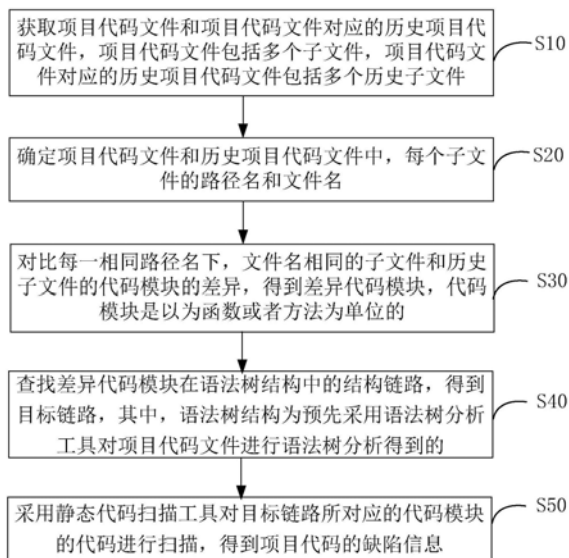 获取项目代码文件和项目代码文件对应的历史项目代
码文件，项目代码文件包括多个子文件，项目代码文
件对应的历史项目代码文件包括多个历史子文件
S10
确定项目代码文件和历史项目代码文件中，每个子文
件的路径名和文件名
S20
对比每一相同路径名下，文件名相同的子文件和历史
子文件的代码模块的差异，得到差异代码模块，代码
模块是以为函数或者方法为单位的
S30
查找差异代码模块在语法树结构中的结构链路，得到
目标链路，其中，语法树结构为预先采用语法树分析
工具对项目代码文件进行语法树分析得到的
S40
采用静态代码扫描工具对目标链路所对应的代码模块
的代码进行扫描，得到项目代码的缺陷信息
S50